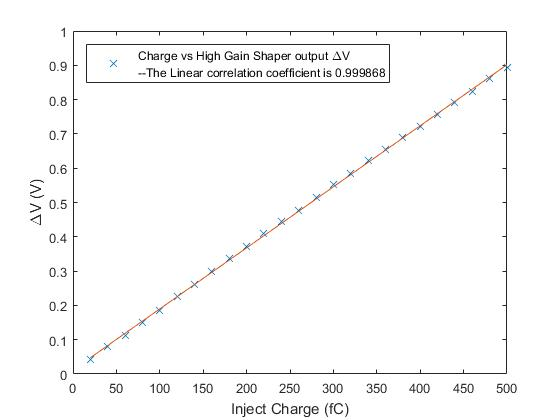 Charge vs High Gain Shaper output ΔV
--The Linear correlation coefficient is 0.999868
1
0.9
0.8
0.7
0.6
0.5
0.4
0.3
0.2
0.1
0
ΔV (V)
0 50 100 150 200 250 300 350 400 450 500
Inject Charge (fC)